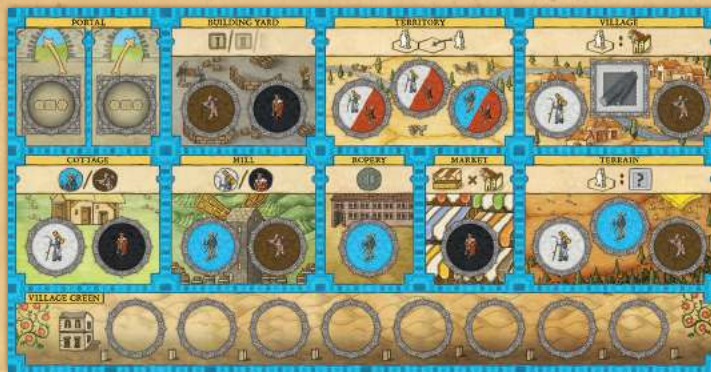 PORTAL
BUILDING YARD
TERRITORY
VILLAGE
COTTAGE
MILL
ROPERY
MARKET
TERRAIN
?
VILLAGE GREEN